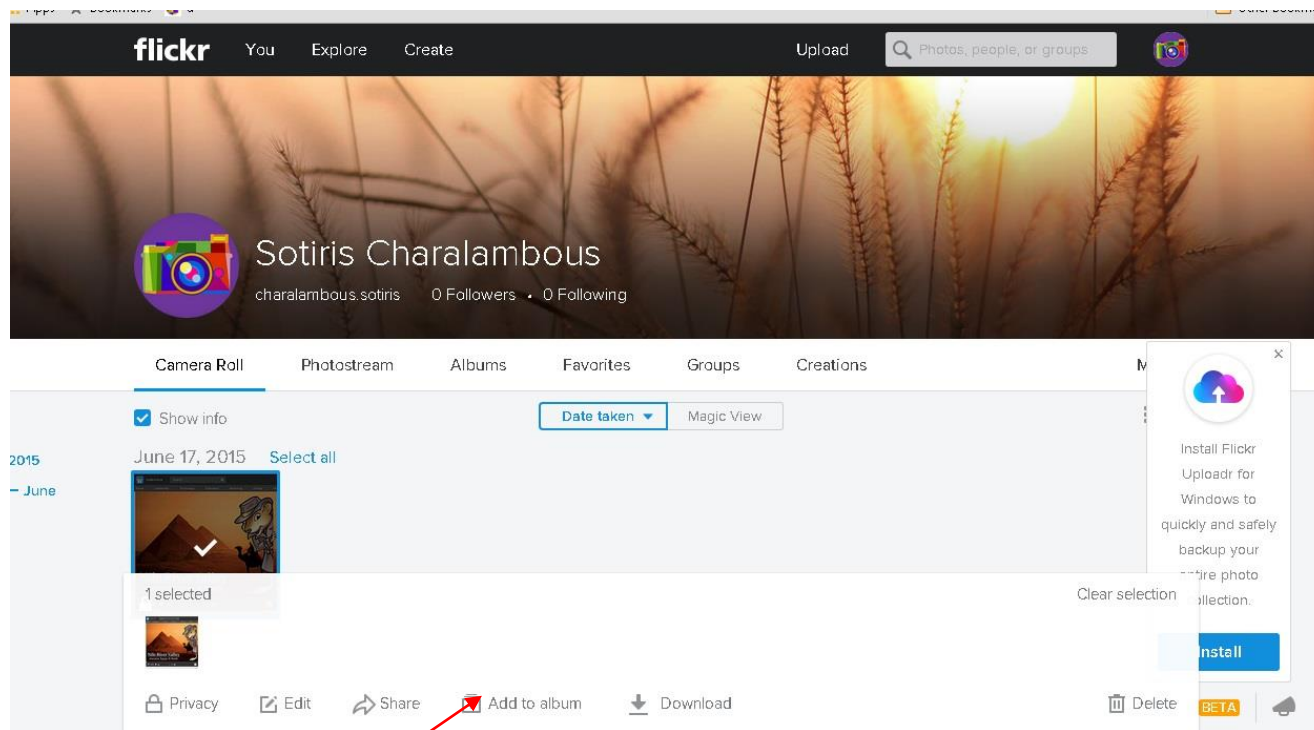 flickr You Explore Create Upload Photos, people, or groups
Sotiris Charalambous
charalambous.sotiris 0 Followers • 0 Following
Camera Roll Photostream Albums Favorites Groups Creations
Show info Date taken Magic View
2015 June 17, 2015 Select all
June
Install Flickr
Uploadr for
Windows to
quickly and safely
backup your
photo
1 selected Clear selection
Install
Privacy Edit Share Add to album Download Delete BETA